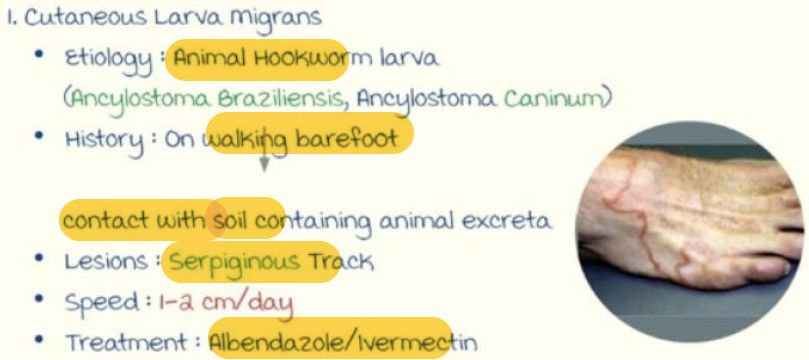 1. Cutaneous Larva migrans
• Etiology : Animal Hookworm larva
(Ancylostoma Braziliensis, Ancylostoma Caninum)
• History : On walking barefoot
contact with soil containing animal excreta
• Lesions : Serpiginous Track
• Speed : 1-2 cm/day
• Treatment : Albendazole/Ivermectin